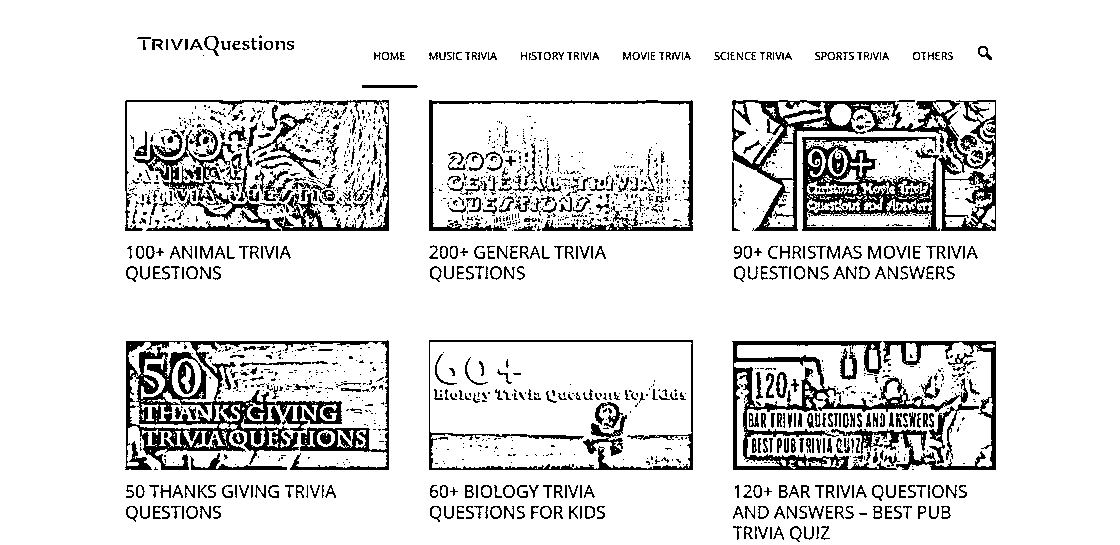 TRIVIAQuestions
HOME MUSIC TRIVIA HISTORY TRIVIA MOVIE TRIVIA SCIENCE TRIVIA SPORTS TRIVIA OTHERS
100+
ANIMAL
TRIVIA QUESTIONS
200+
GENERAL TRIVIA
QUESTIONS
90+
Christmas Movie Trivia
Questions and Answers
100+ ANIMAL TRIVIA
QUESTIONS
200+ GENERAL TRIVIA
QUESTIONS
90+ CHRISTMAS MOVIE TRIVIA
QUESTIONS AND ANSWERS
50
THANKS GIVING
TRIVIA QUESTIONS
60+
Biology Trivia Questions for Kids
120+
BAR TRIVIA QUESTIONS AND ANSWERS
BEST PUB TRIVIA QUIZ
50 THANKS GIVING TRIVIA
QUESTIONS
60+ BIOLOGY TRIVIA
QUESTIONS FOR KIDS
120+ BAR TRIVIA QUESTIONS
AND ANSWERS – BEST PUB
TRIVIA QUIZ